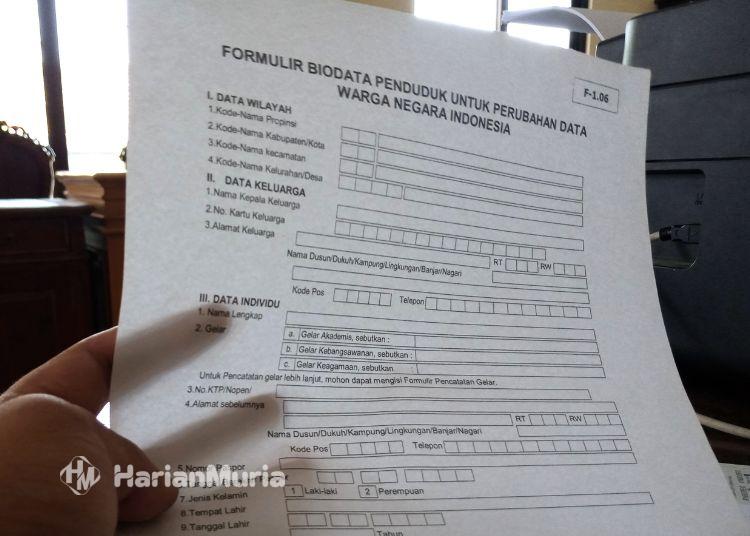 FORMULIR BIODATA PENDUDUK UNTUK PERUBAHAN DATA
WARGA NEGARA INDONESIA
F-1.06
I. DATA WILAYAH
1.Kode-Nama Propinsi
2.Kode-Nama Kabupaten/Kota
3.Kode-Nama kecamatan
4.Kode-Nama Kelurahan/Desa
II. DATA KELUARGA
1.Nama Kepala Keluarga
2.No. Kartu Keluarga
3.Alamat Keluarga
RT RW
Nama Dusun/Dukuh/Kampung/Lingkungan/Banjar/Nagari
Kode Pos Telepon
III. DATA INDIVIDU
1. Nama Lengkap
2. Gelar
a. Gelar Akademis, sebutkan :
b. Gelar Kebangsawanan, sebutkan :
c. Gelar Keagamaan, sebutkan
Untuk Pencatatan gelar lebih lanjut, mohon dapat mengisi Formulir Pencatatan Gelar.
3.No.KTP/Nopen/
4.Alamat sebelumnya
RT RW
Nama Dusun/Dukuh/Kampung/Lingkungan/Banjar/Nagari
Kode Pos Telepon
5.Nomor Paspor
7.Jenis Kelamin 1 Laki-laki 2 Perempuan
8.Tempat Lahir
9.Tanggal Lahir
Tahun
HM HarianMuria